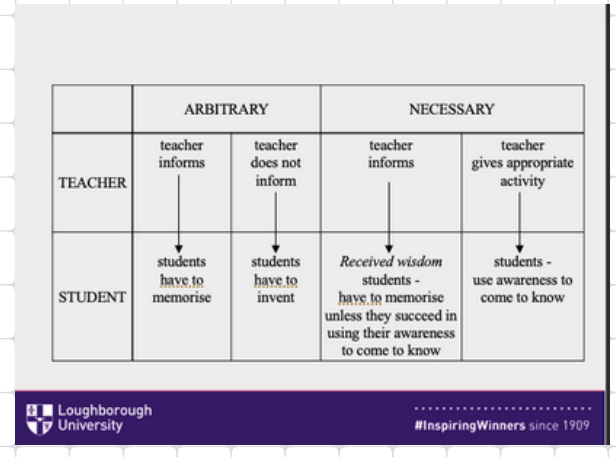 ARBITRARY
NECESSARY
TEACHER
teacher
informs
teacher
does not
inform
teacher
informs
teacher
gives appropriate
activity
STUDENT
students
have to
memorise
students
have to
invent
Received wisdom
students -
have to memorise
unless they succeed in
using their awareness
to come to know
students -
use awareness to
come to know
Loughborough
University
#InspiringWinners since 1909